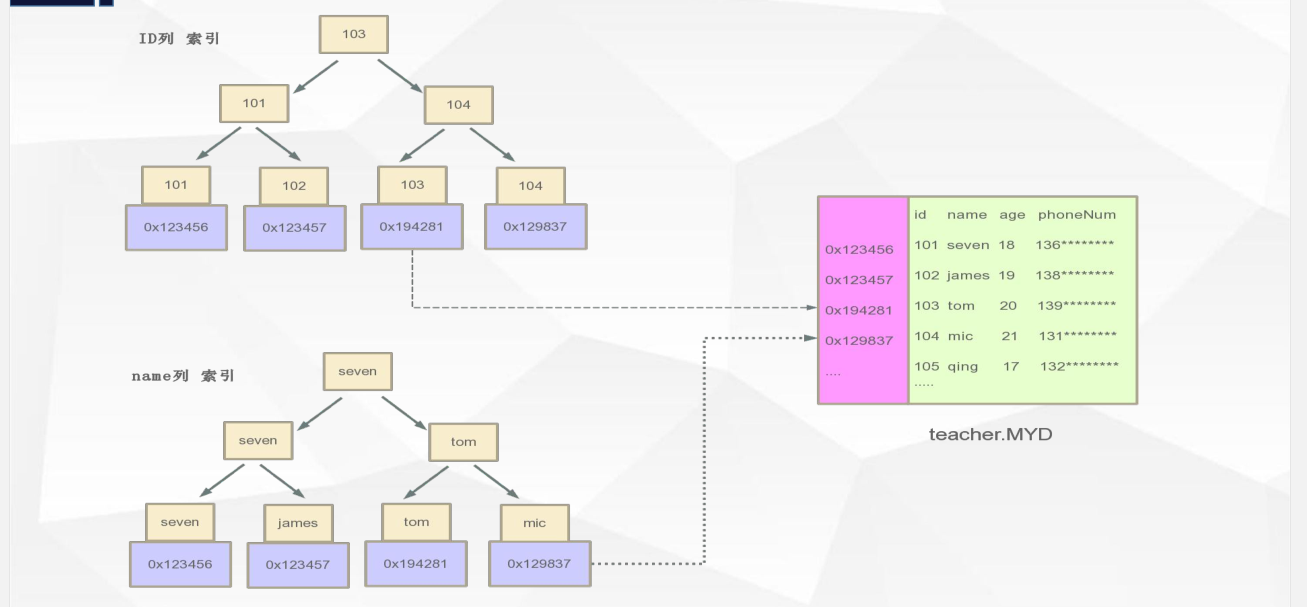 ID列 索引
103
101
104
101
102
103
104
0x123456
0x123457
0x194281
0x129837
name列 索引
seven
seven
tom
seven
james
tom
mic
0x123456
0x123457
0x194281
0x129837
id name age phoneNum
0x123456 101 seven 18 136********
0x123457 102 james 19 138********
0x194281 103 tom 20 139********
0x129837 104 mic 21 131********
.... 105 qing 17 132********
.....
teacher.MYD